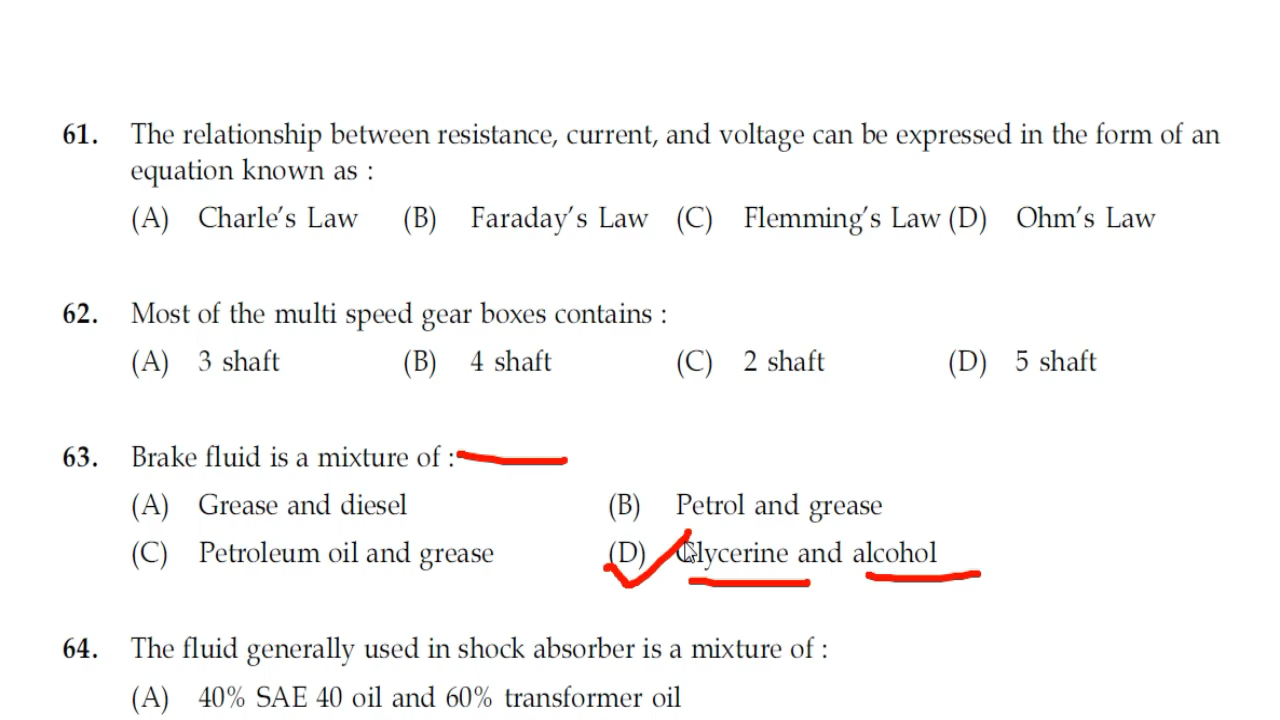 61. The relationship between resistance, current, and voltage can be expressed in the form of an
equation known as :
(A) Charle's Law (B) Faraday's Law (C) Flemming's Law (D) Ohm's Law
62. Most of the multi speed gear boxes contains :
(A) 3 shaft (B) 4 shaft (C) 2 shaft (D) 5 shaft
63. Brake fluid is a mixture of :
(A) Grease and diesel (B) Petrol and grease
(C) Petroleum oil and grease (D) Glycerine and alcohol
64. The fluid generally used in shock absorber is a mixture of :
(A) 40% SAE 40 oil and 60% transformer oil